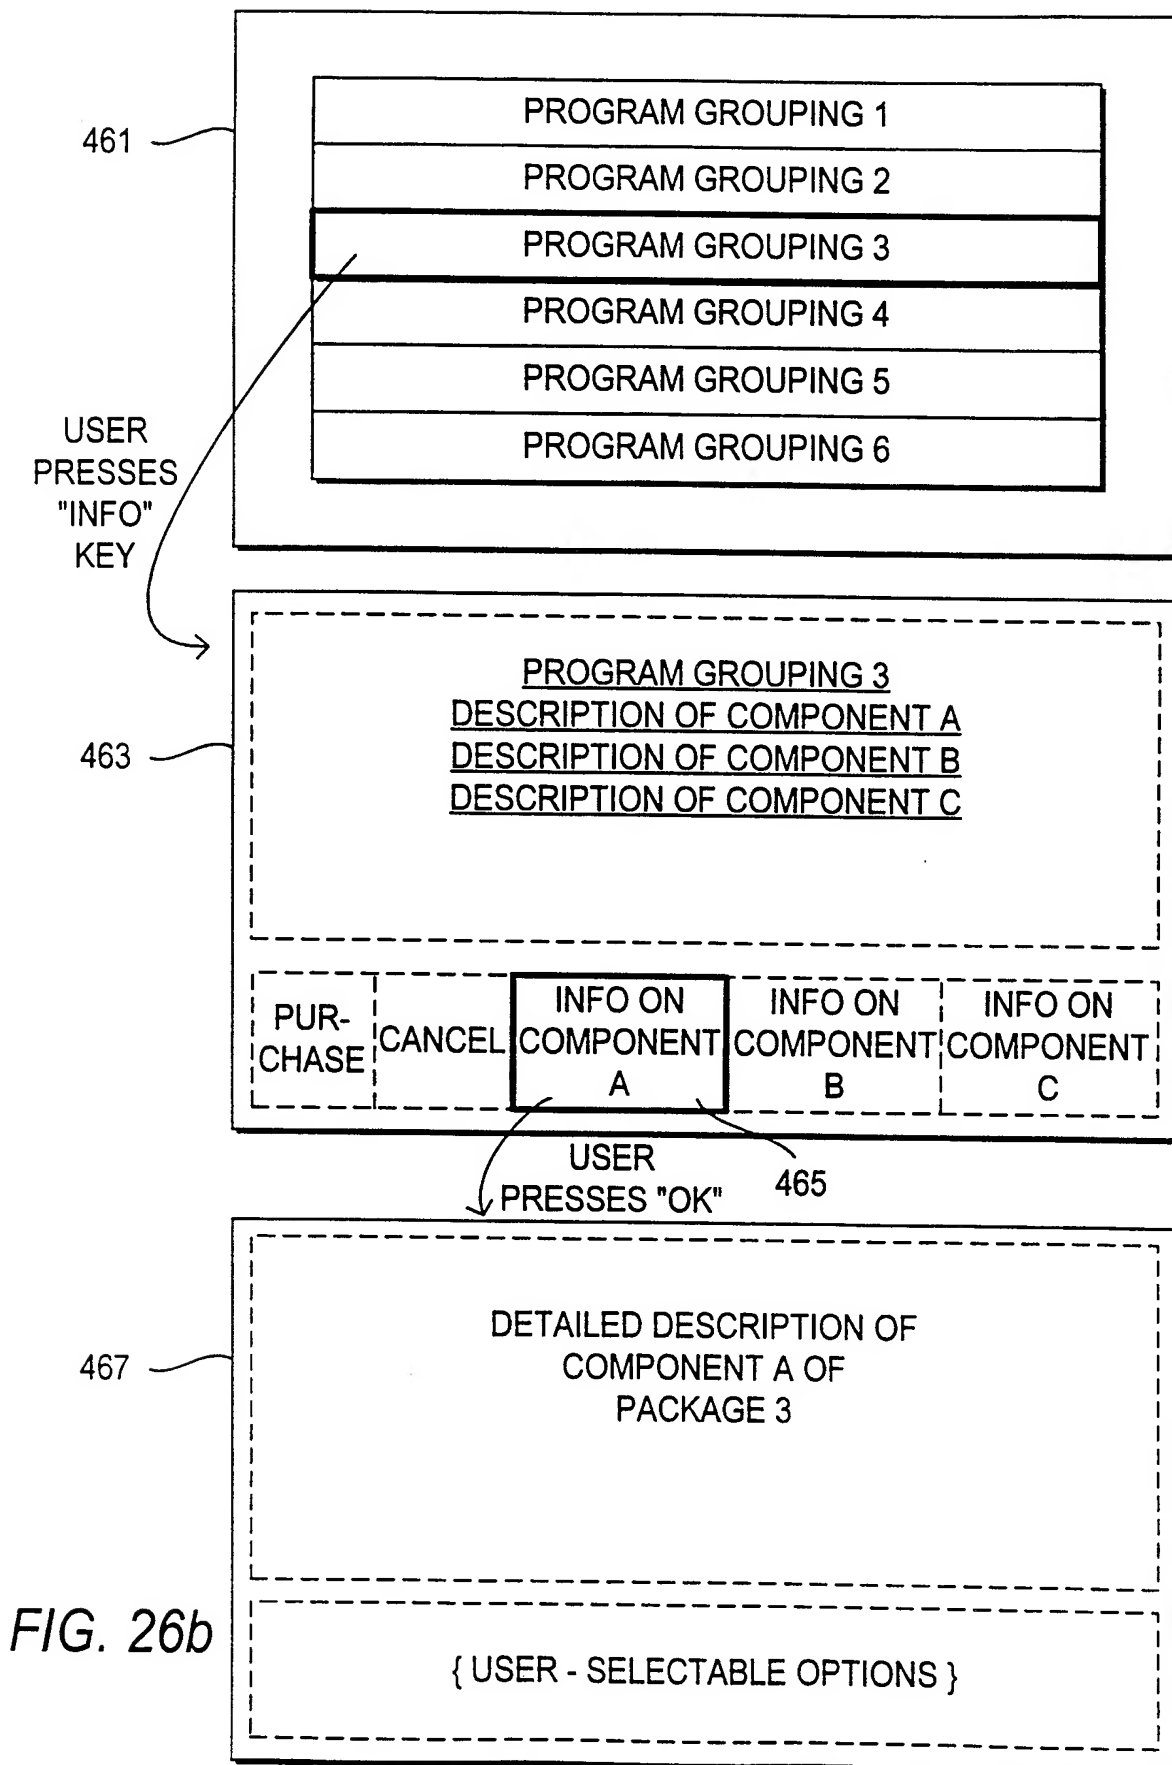 PROGRAM GROUPING 1
461
PROGRAM GROUPING 2
PROGRAM GROUPING 3
PROGRAM GROUPING 4
PROGRAM GROUPING 5
PROGRAM GROUPING 6
USER
PRESSES
"INFO"
KEY
PROGRAM GROUPING 3
DESCRIPTION OF COMPONENT A
DESCRIPTION OF COMPONENT B
DESCRIPTION OF COMPONENT C
463
PUR-
CHASE
CANCEL
INFO ON
COMPONENT
A
INFO ON
COMPONENT
B
INFO ON
COMPONENT
C
USER
PRESSES "OK"
465
DETAILED DESCRIPTION OF
COMPONENT A OF
PACKAGE 3
467
{ USER - SELECTABLE OPTIONS }
FIG. 26b